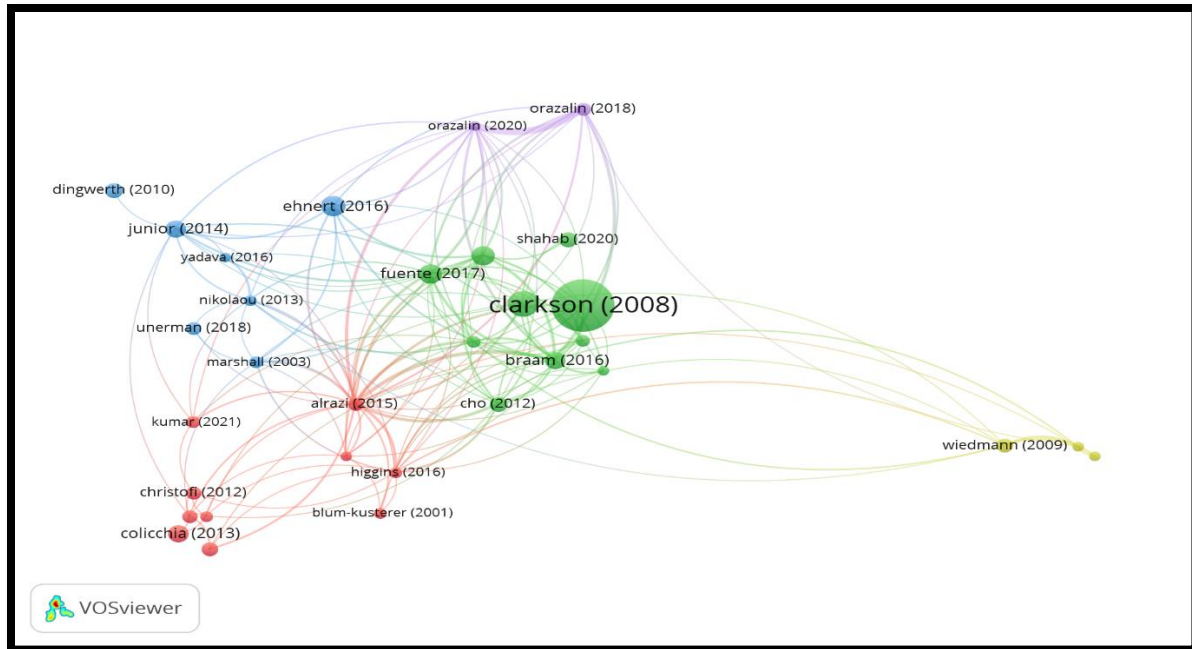 orazalin (2018)
orazalin (2020)
dingwerth (2010)
ehnert (2016)
junior (2014)
shahab (2020)
yadava (2016)
fuente (2017)
nikolaou (2013)
clarkson (2008)
unerman (2018)
marshall (2003)
braam (2016)
alrazi (2015)
cho (2012)
kumar (2021)
wiedmann (2009)
higgins (2016)
christofi (2012)
blum-kusterer (2001)
colicchia (2013)
VOSviewer